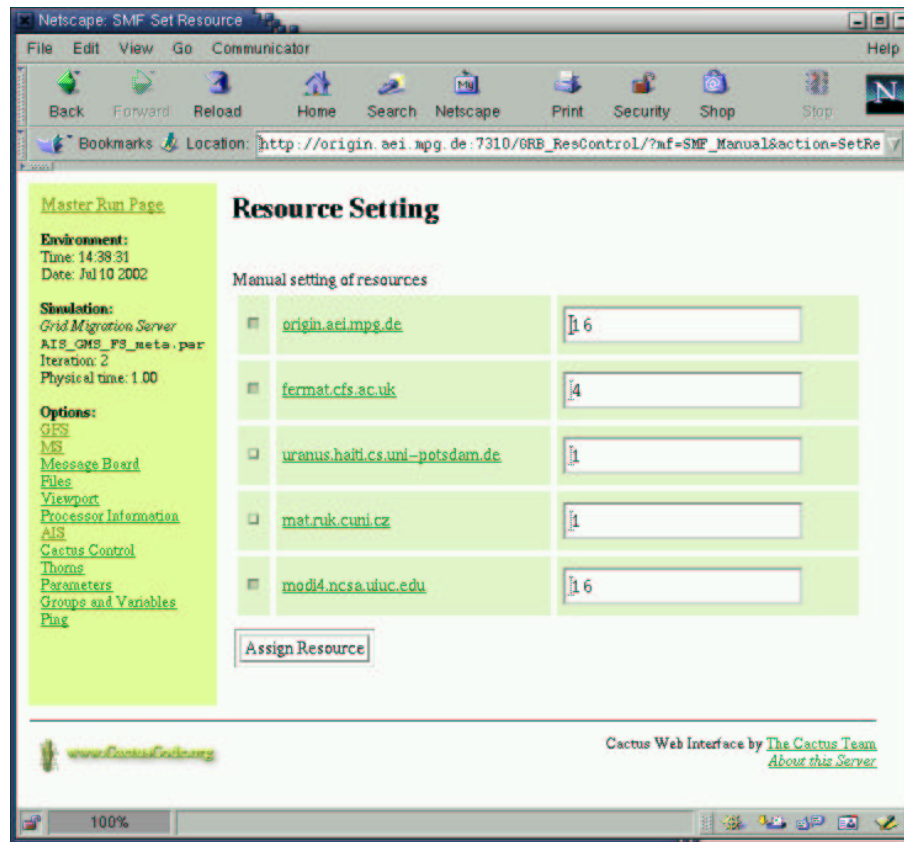 Netscape: SMF Set Resource
File Edit View Go Communicator Help
Back Forward Reload Home Search Netscape Print Security Shop Stop
My N
Bookmarks Location: http://origin.aei.mpg.de:7310/GRB_ResControl/?mf=SMF_Manual&action=SetRe
Master Run Page
Environment:
Time: 14:38:31
Date: Jul 10 2002
Simulation:
Grid Migration Server
AIS_GMS_FS_meta.par
Iteration: 2
Physical time: 1.00
Options:
GFS
MS
Message Board
Files
Viewport
Processor Information
AIS
Cactus Control
Thorns
Parameters
Groups and Variables
Ping
Resource Setting
Manual setting of resources
origin.aei.mpg.de 16
fermat.cfs.ac.uk 4
uranus.haiti.cs.uni-potsdam.de 1
mat.ruk.cuni.cz 1
modi4.ncsa.uiuc.edu 16
Assign Resource
www.CactusCode.org
Cactus Web Interface by The Cactus Team
About this Server
100%